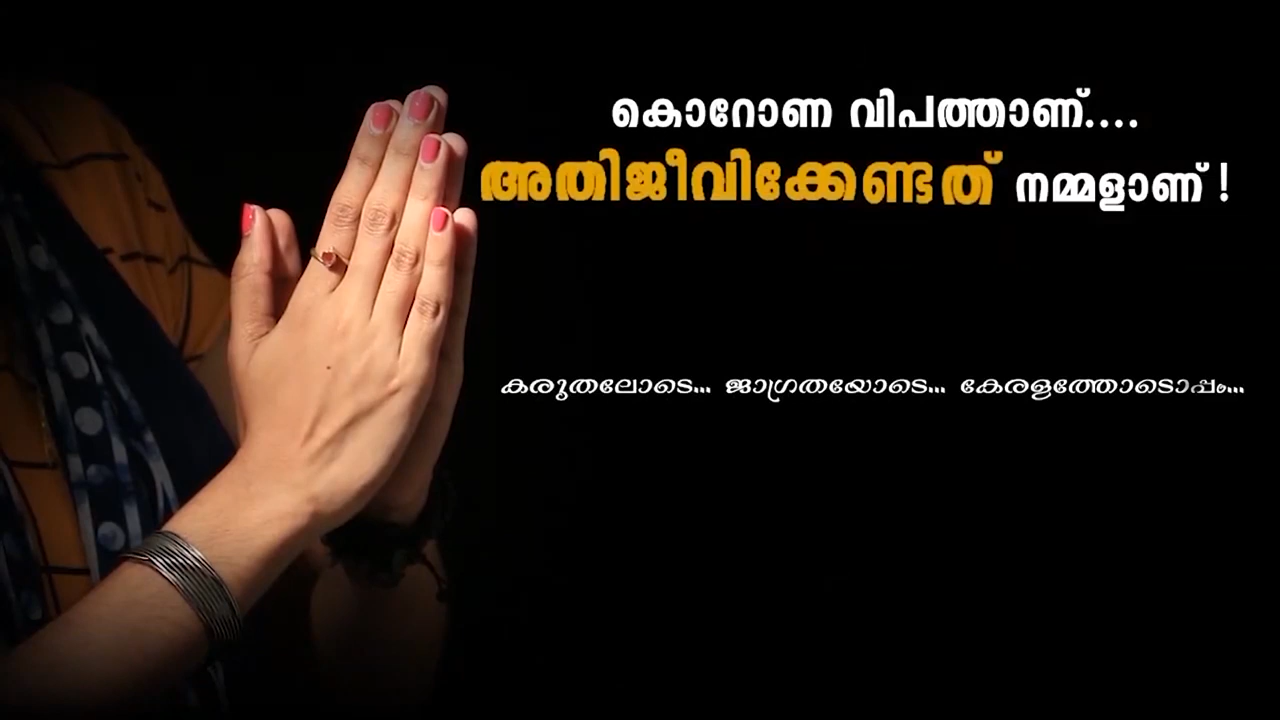 കൊറോണ വിപത്താണ്....
അതിജീവിക്കേണ്ടത് നമ്മളാണ് !
കരുതലോടെ... ജാഗ്രതയോടെ... കേരളത്തോടൊപ്പം...